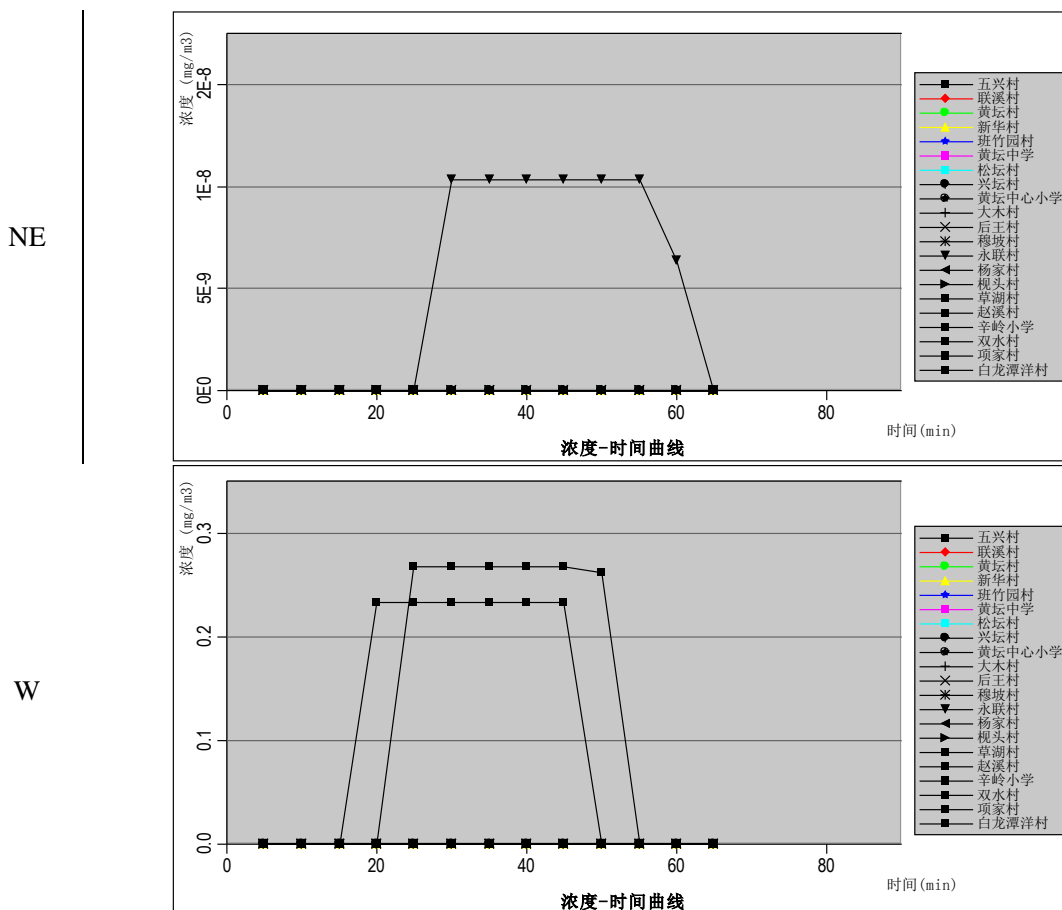 NE
浓度 (mg/m3)
2E-8
1E-8
5E-9
0E0
0
20
40
60
80
时间(min)
浓度-时间曲线
五兴村
联溪村
黄坛村
新华村
班竹园村
黄坛中学
松坛村
兴坛村
黄坛中心小学
大木村
后王村
穆坡村
永联村
杨家村
枧头村
草湖村
赵溪村
辛岭小学
双水村
项家村
白龙潭洋村
W
浓度 (mg/m3)
0.3
0.2
0.1
0.0
0
20
40
60
80
时间(min)
浓度-时间曲线
五兴村
联溪村
黄坛村
新华村
班竹园村
黄坛中学
松坛村
兴坛村
黄坛中心小学
大木村
后王村
穆坡村
永联村
杨家村
枧头村
草湖村
赵溪村
辛岭小学
双水村
项家村
白龙潭洋村